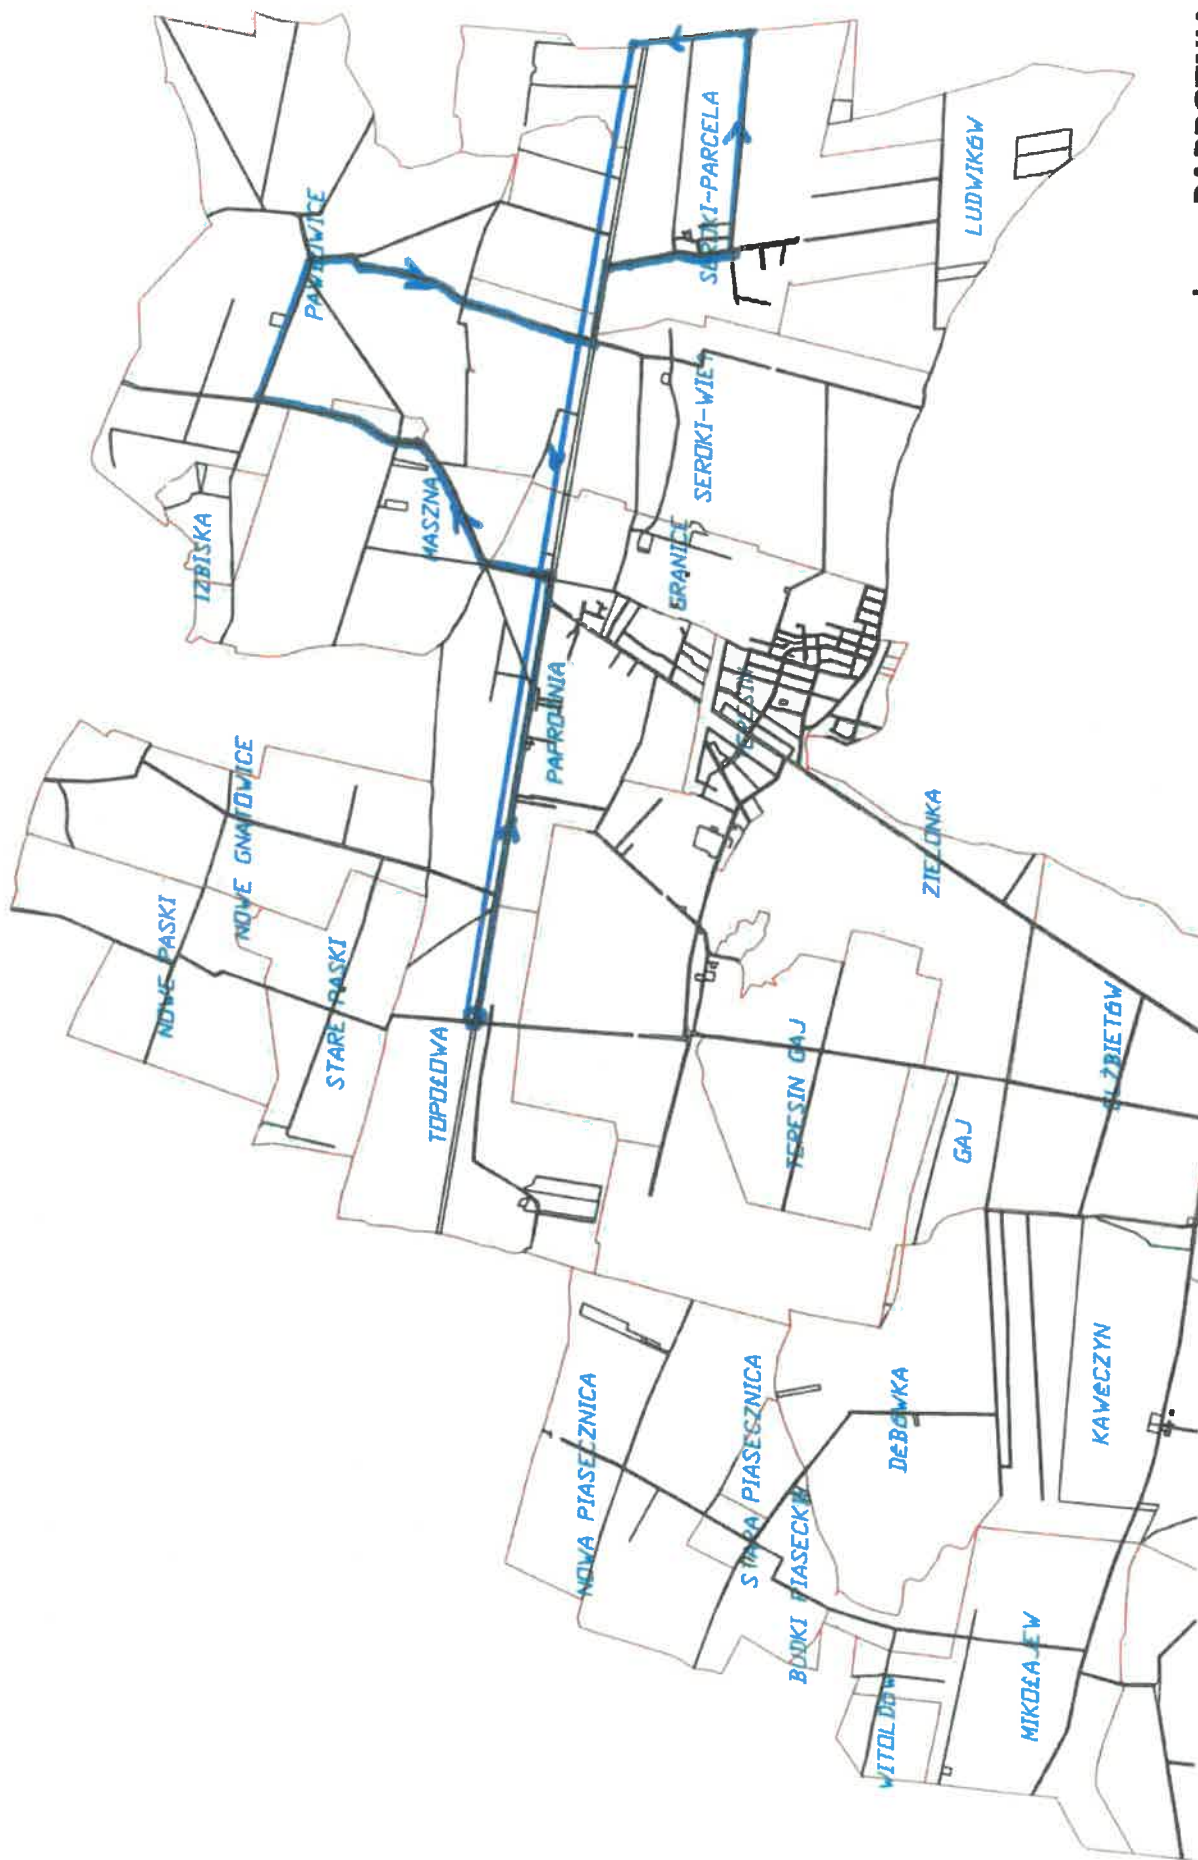 IZBISKA
PAWŁOWICE
MASZNA
NOWE GNATOWICE
NOWE PASKI
STARE PASKI
TOPOŁOWA
PAPROTNIA
GRANICE
SEROKI-WIEŚ
SEROKI-PARCELA
LUDWIKÓW
TERESIN
ZIELONKA
TERESIN GAJ
GAJ
ELŻBIETÓW
NOWA PIASECZNICA
STARA PIASECZNICA
BUDKI PIASECKIE
DĘBÓWKA
KAWĘCZYN
WITOLDÓW
MIKOŁAJEW